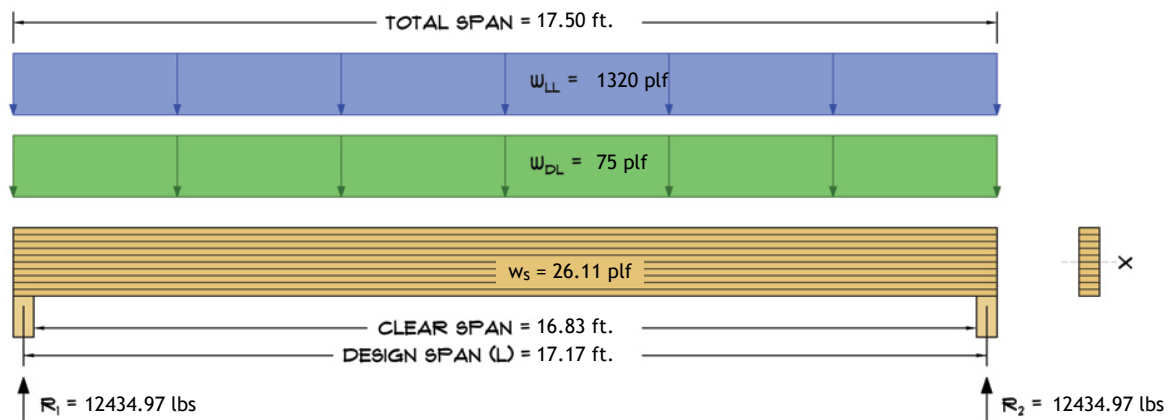 TOTAL SPAN = 17.50 ft.
wLL = 1320 plf
wDL = 75 plf
ws = 26.11 plf
X
CLEAR SPAN = 16.83 ft.
DESIGN SPAN (L) = 17.17 ft.
R1 = 12434.97 lbs
R2 = 12434.97 lbs